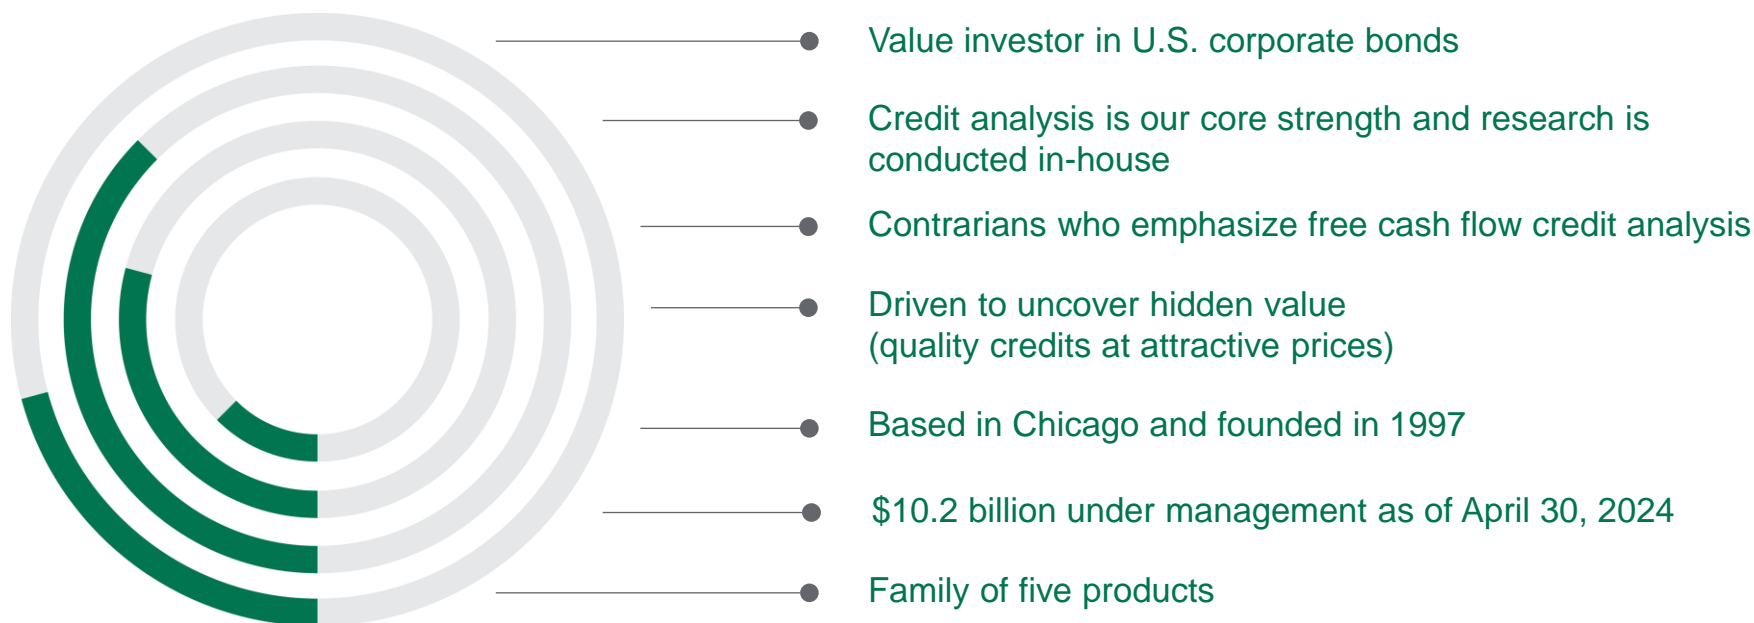 Value investor in U.S. corporate bonds
Credit analysis is our core strength and research is
conducted in-house
Contrarians who emphasize free cash flow credit analysis
Driven to uncover hidden value
(quality credits at attractive prices)
Based in Chicago and founded in 1997
$10.2 billion under management as of April 30, 2024
Family of five products